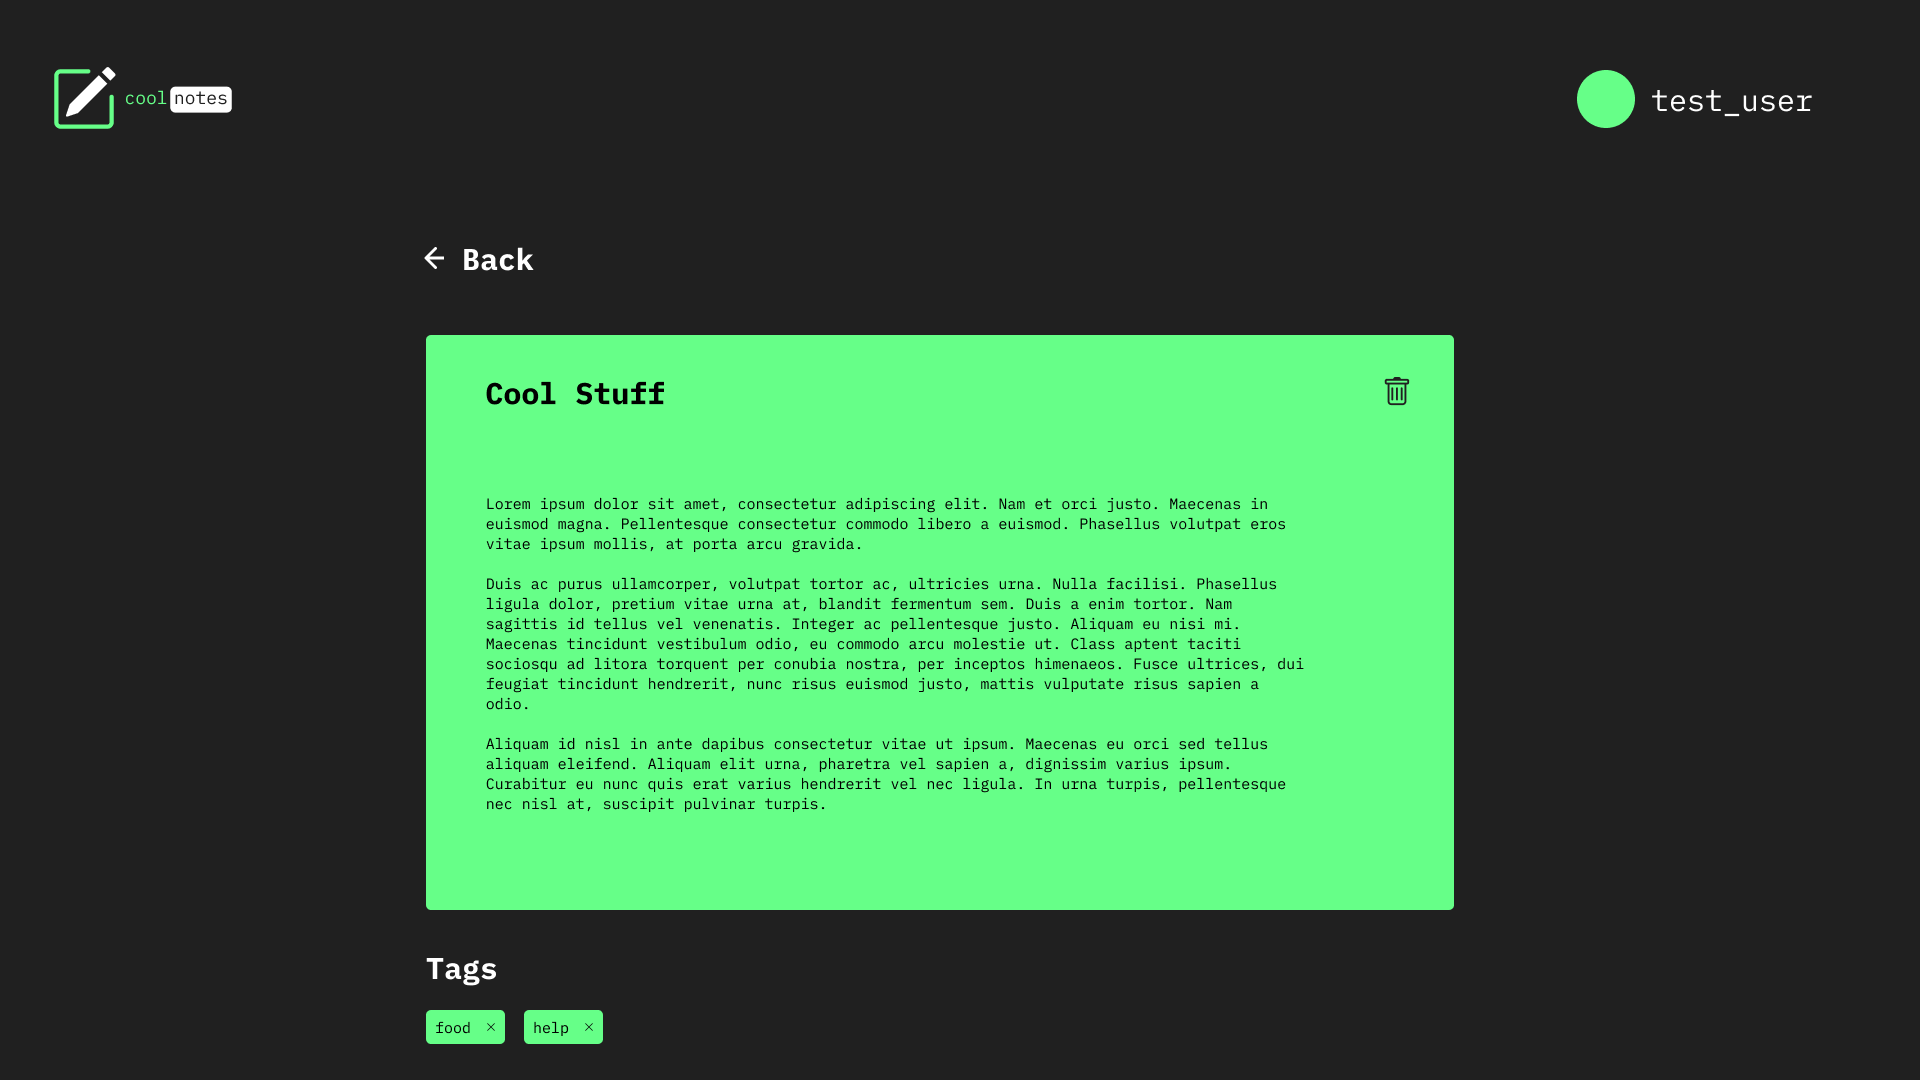 cool notes
test_user
Back
Cool Stuff
Lorem ipsum dolor sit amet, consectetur adipiscing elit. Nam et orci justo. Maecenas in
euismod magna. Pellentesque consectetur commodo libero a euismod. Phasellus volutpat eros
vitae ipsum mollis, at porta arcu gravida.
Duis ac purus ullamcorper, volutpat tortor ac, ultricies urna. Nulla facilisi. Phasellus
ligula dolor, pretium vitae urna at, blandit fermentum sem. Duis a enim tortor. Nam
sagittis id tellus vel venenatis. Integer ac pellentesque justo. Aliquam eu nisi mi.
Maecenas tincidunt vestibulum odio, eu commodo arcu molestie ut. Class aptent taciti
sociosqu ad litora torquent per conubia nostra, per inceptos himenaeos. Fusce ultrices, dui
feugiat tincidunt hendrerit, nunc risus euismod justo, mattis vulputate risus sapien a
odio.
Aliquam id nisl in ante dapibus consectetur vitae ut ipsum. Maecenas eu orci sed tellus
aliquam eleifend. Aliquam elit urna, pharetra vel sapien a, dignissim varius ipsum.
Curabitur eu nunc quis erat varius hendrerit vel nec ligula. In urna turpis, pellentesque
nec nisl at, suscipit pulvinar turpis.
Tags
food × help ×